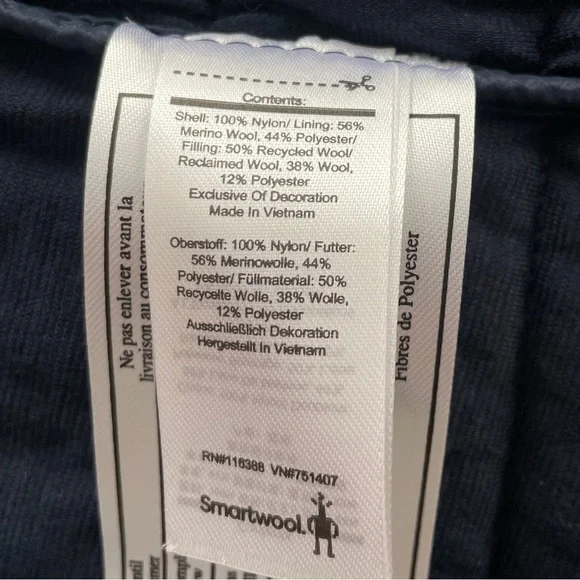 Contents:
Shell: 100% Nylon/ Lining: 56%
Merino Wool, 44% Polyester/
Filling: 50% Recycled Wool/
Reclaimed Wool, 38% Wool,
12% Polyester
Exclusive Of Decoration
Made In Vietnam
Oberstoff: 100% Nylon/ Futter:
56% Merinowolle, 44%
Polyester/ Füllmaterial: 50%
Recycelte Wolle, 38% Wolle,
12% Polyester
Ausschließlich Dekoration
Hergestellt In Vietnam
RN#116388 VN#751407
Smartwool.
Ne pas enlever avant la
livraison au
Fibres de Polyester